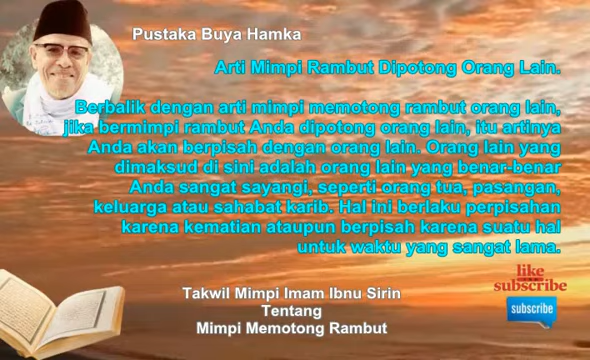 Pustaka Buya Hamka
Arti Mimpi Rambut Dipotong Orang Lain.
Berbalik dengan arti mimpi memotong rambut orang lain,
jika bermimpi rambut Anda dipotong orang lain, itu artinya
Anda akan berpisah dengan orang lain. Orang lain yang
dimaksud di sini adalah orang lain yang benar-benar
Anda sangat sayangi, seperti orang tua, pasangan,
keluarga atau sahabat karib. Hal ini berlaku perpisahan
karena kematian ataupun berpisah karena suatu hal
untuk waktu yang sangat lama.
like
subscribe
subscribe
Takwil Mimpi Imam Ibnu Sirin
Tentang
Mimpi Memotong Rambut